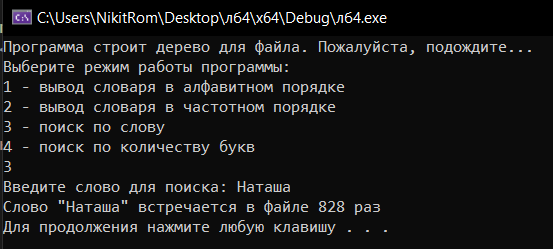 C:\Users\NikitRom\Desktop\л64\x64\Debug\л64.exe
Программа строит дерево для файла. Пожалуйста, подождите...
Выберите режим работы программы:
1 - вывод словаря в алфавитном порядке
2 - вывод словаря в частотном порядке
3 - поиск по слову
4 - поиск по количеству букв
3
Введите слово для поиска: Наташа
Слово "Наташа" встречается в файле 828 раз
Для продолжения нажмите любую клавишу . . .